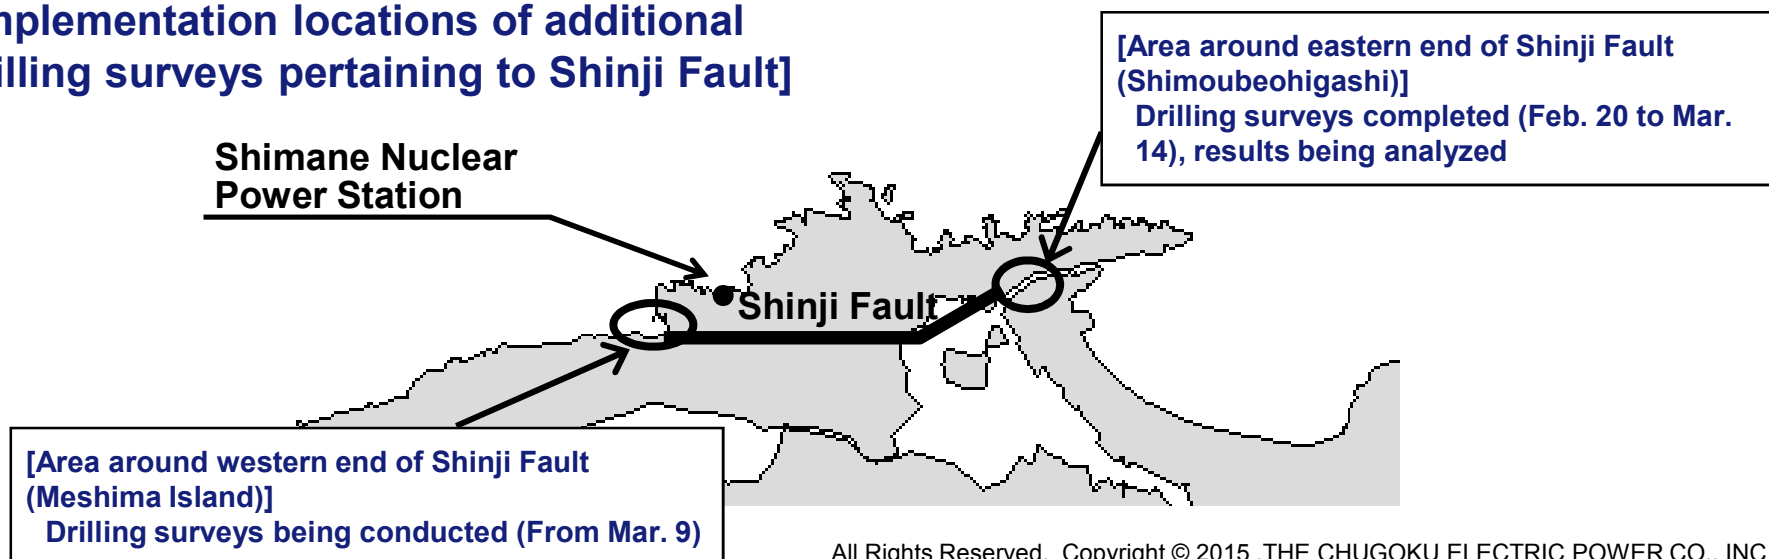 mplementation locations of additional
illing surveys pertaining to Shinji Fault]
[Area around eastern end of Shinji Fault
(Shimoubeohigashi)]
Drilling surveys completed (Feb. 20 to Mar.
14), results being analyzed
Shimane Nuclear
Power Station
Shinji Fault
[Area around western end of Shinji Fault
(Meshima Island)]
Drilling surveys being conducted (From Mar. 9)
All Rights Reserved. Copyright © 2015 ,THE CHUGOKU ELECTRIC POWER CO., INC